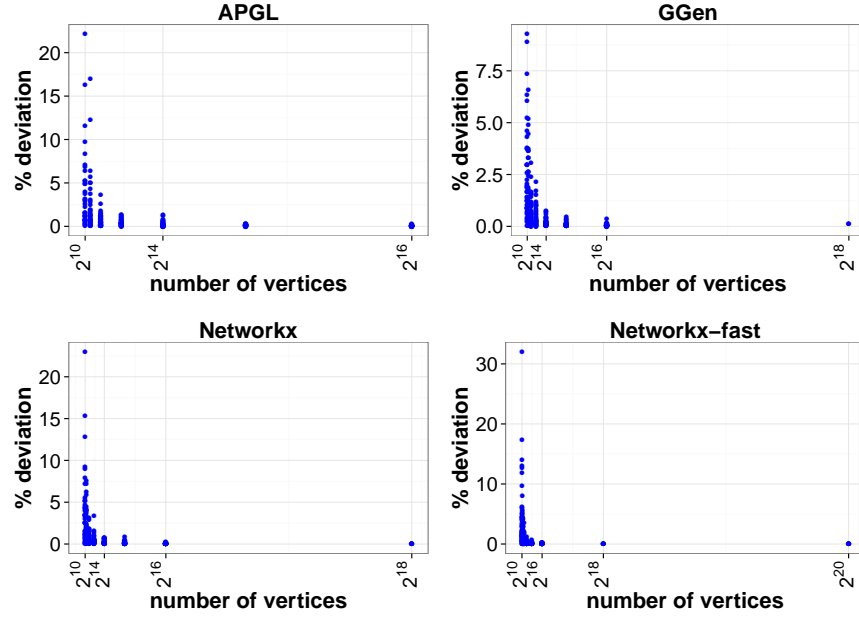 APGL
% deviation
20
15
10
5
0
2^10
2^14
2^16
number of vertices
GGen
% deviation
7.5
5.0
2.5
0.0
2^10
2^14
2^16
2^18
number of vertices
Networkx
% deviation
20
15
10
5
0
2^10
2^14
2^16
2^18
number of vertices
Networkx−fast
% deviation
30
20
10
0
2^10
2^16
2^18
2^20
number of vertices